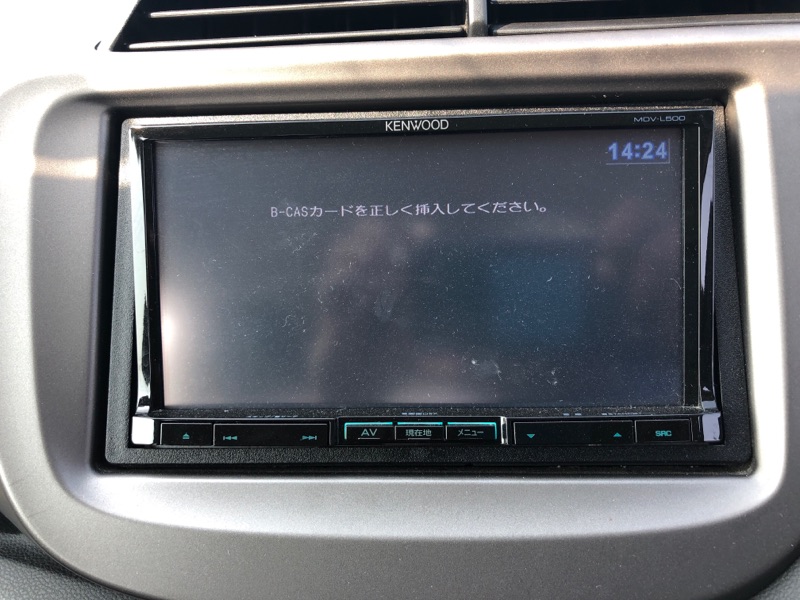 KENWOOD
MDV-L500
14:24
B-CASカードを正しく挿入してください。
AV
現在地
メニュー
SRC